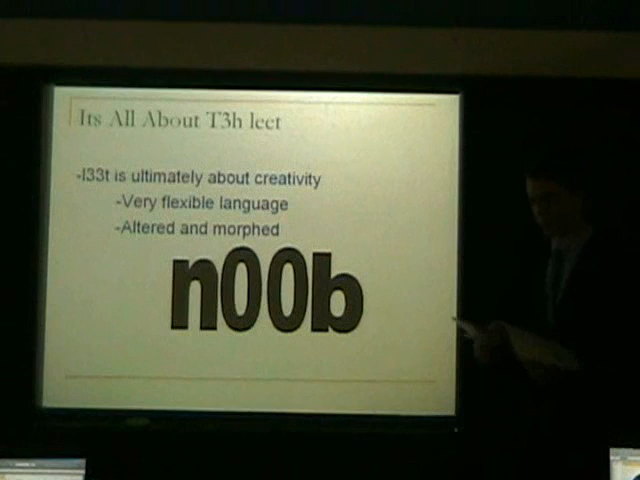 Its All About T3h leet
-l33t is ultimately about creativity
-Very flexible language
-Altered and morphed
n00b